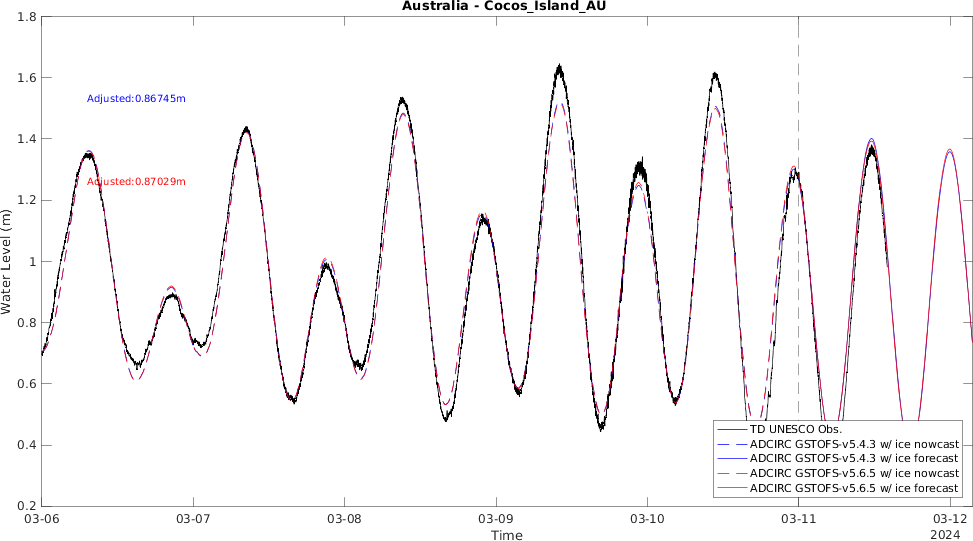 Australia - Cocos_Island_AU
1.8
1.6
Adjusted:0.86745m
1.4
1.2
Adjusted:0.87029m
Water Level (m)
1
0.8
0.6
0.4
0.2
TD UNESCO Obs.
ADCIRC GSTOFS-v5.4.3 w/ ice nowcast
ADCIRC GSTOFS-v5.4.3 w/ ice forecast
ADCIRC GSTOFS-v5.6.5 w/ ice nowcast
ADCIRC GSTOFS-v5.6.5 w/ ice forecast
03-06 03-07 03-08 03-09 03-10 03-11 03-12
Time
2024